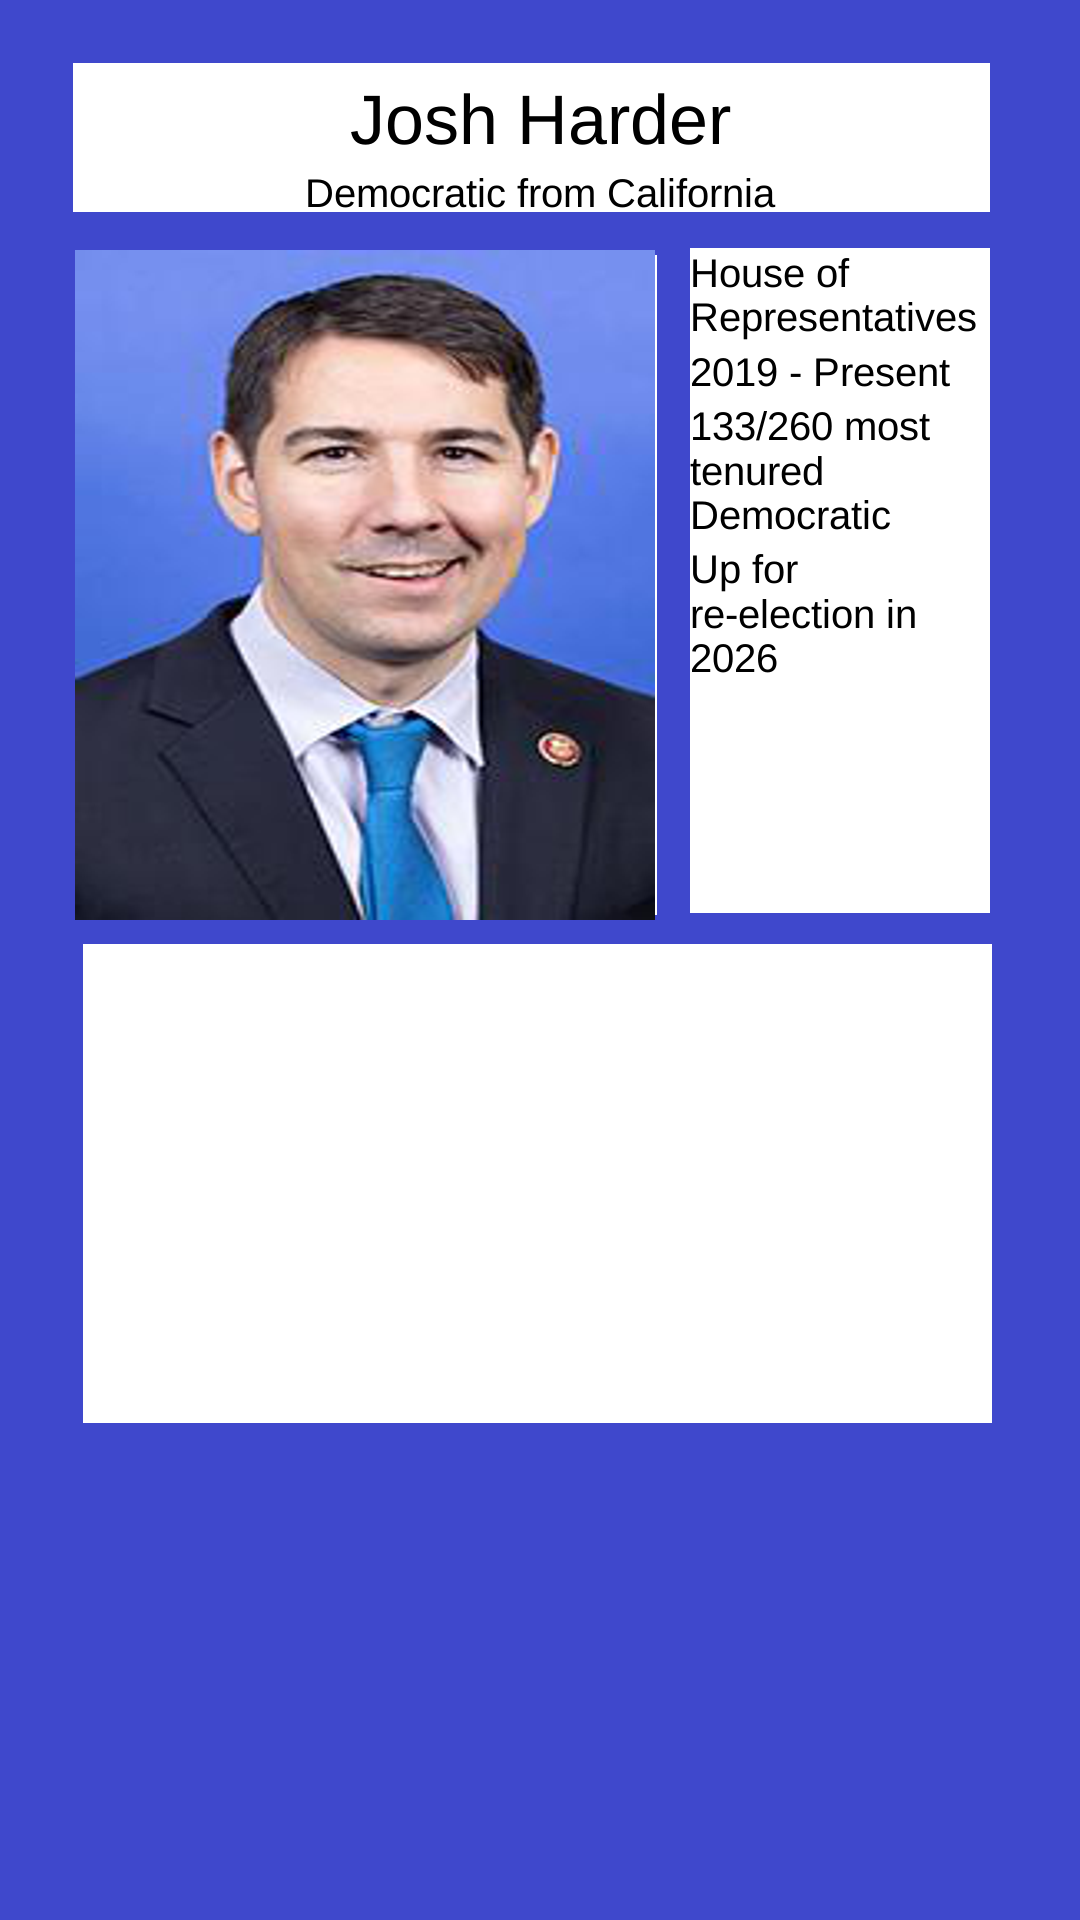 Josh Harder
Democratic from California
House of
Representatives
2019 - Present
133/260 most
tenured
Democratic
Up for
re-election in
2026